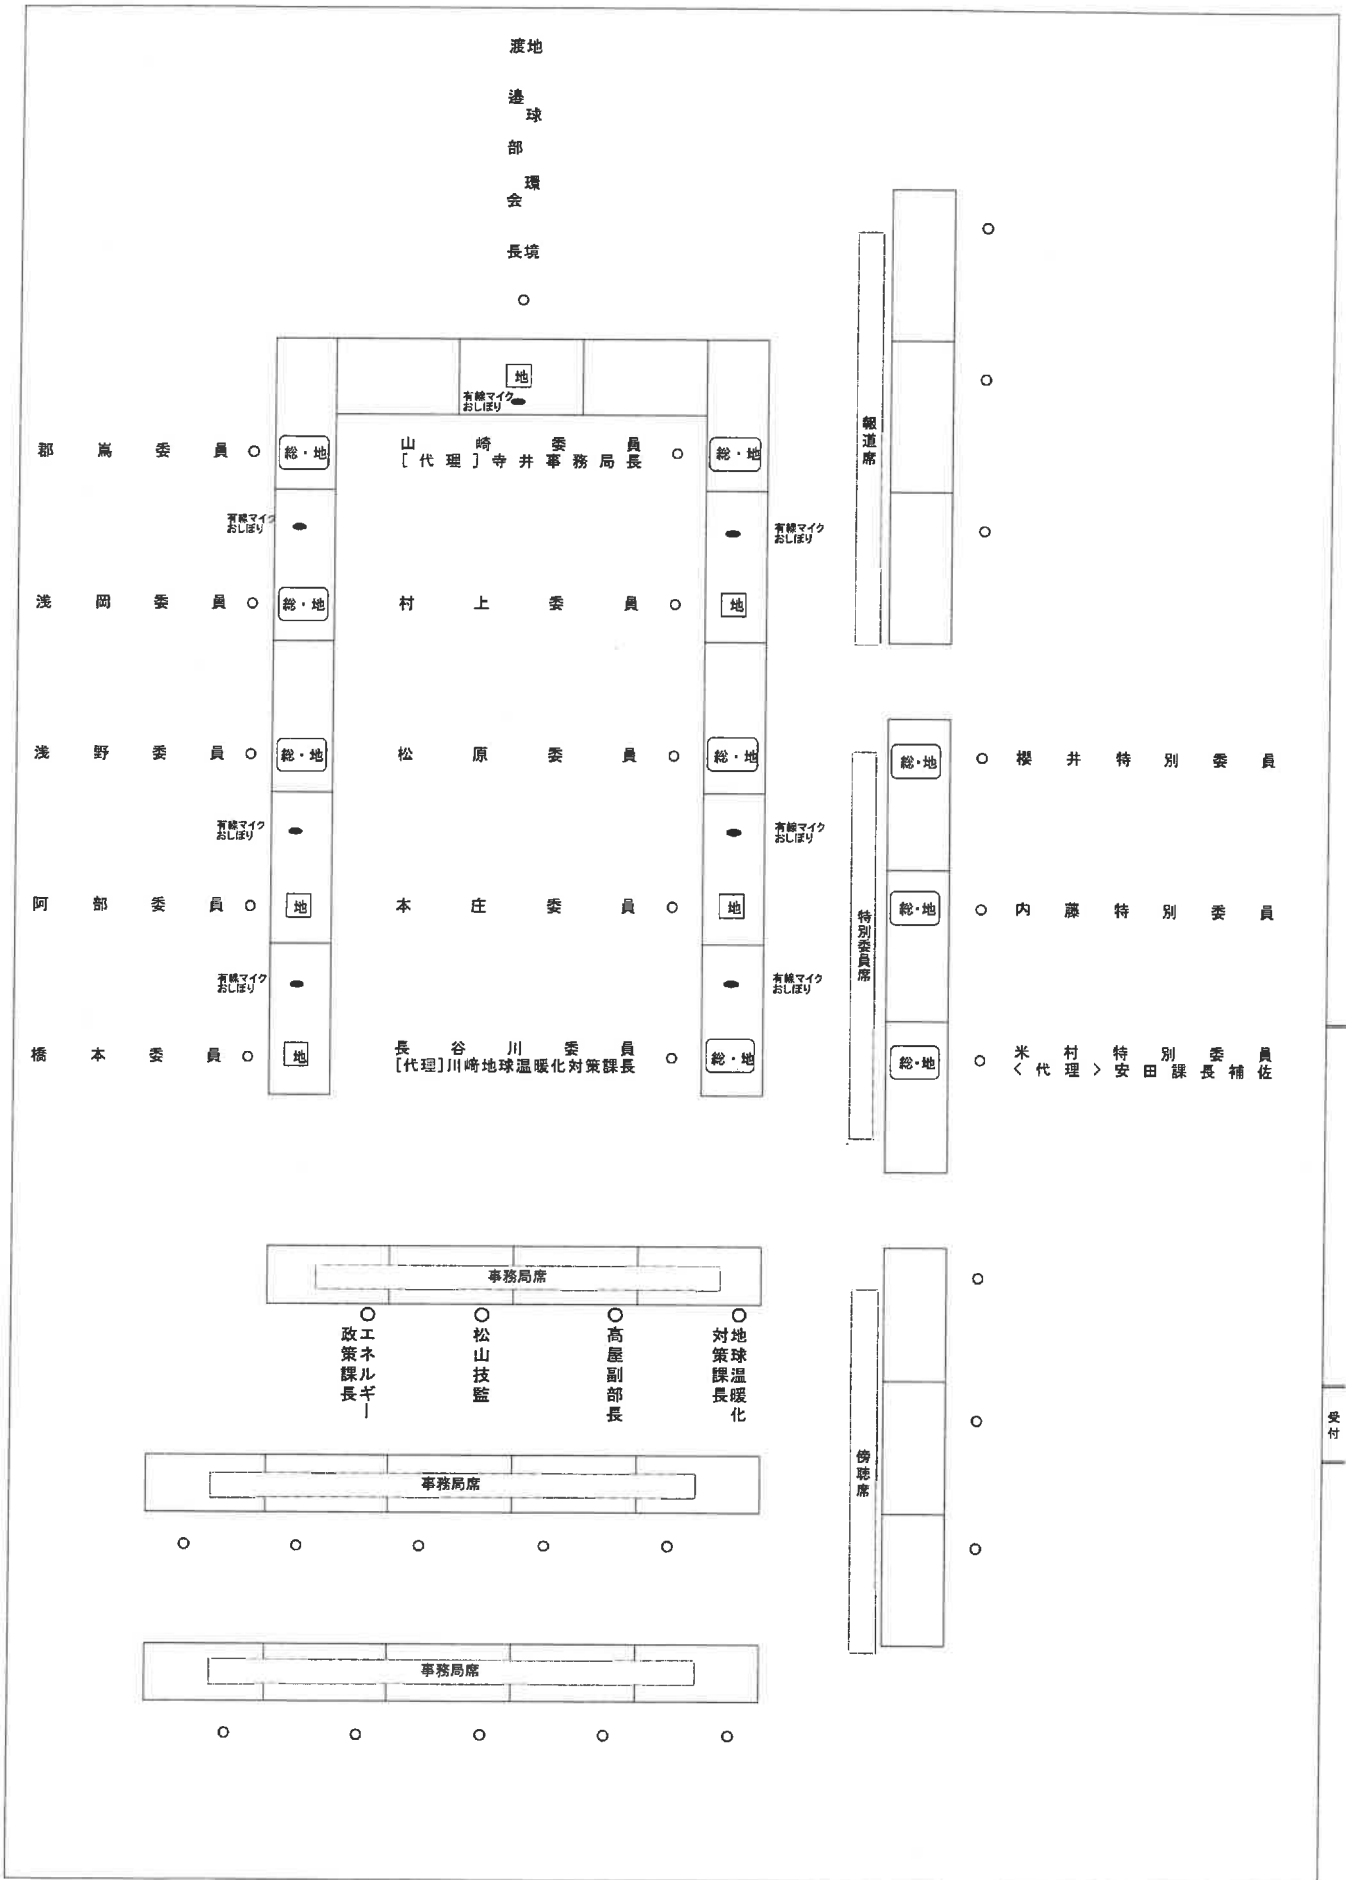 地球環境
渡邉部会長
地
有線マイク
おしぼり
郡嶌委員
総・地
山崎委員
[代理]寺井事務局長
総・地
有線マイク
おしぼり
有線マイク
おしぼり
浅岡委員
総・地
村上委員
地
浅野委員
総・地
松原委員
総・地
有線マイク
おしぼり
有線マイク
おしぼり
阿部委員
地
本庄委員
地
有線マイク
おしぼり
有線マイク
おしぼり
橋本委員
地
長谷川委員
[代理]川﨑地球温暖化対策課長
総・地
報道席
特別委員席
総・地
櫻井特別委員
総・地
内藤特別委員
総・地
米村特別委員
<代理>安田課長補佐
事務局席
エネルギー
政策課長
松山技監
高屋副部長
地球温暖化
対策課長
事務局席
事務局席
傍聴席
受付